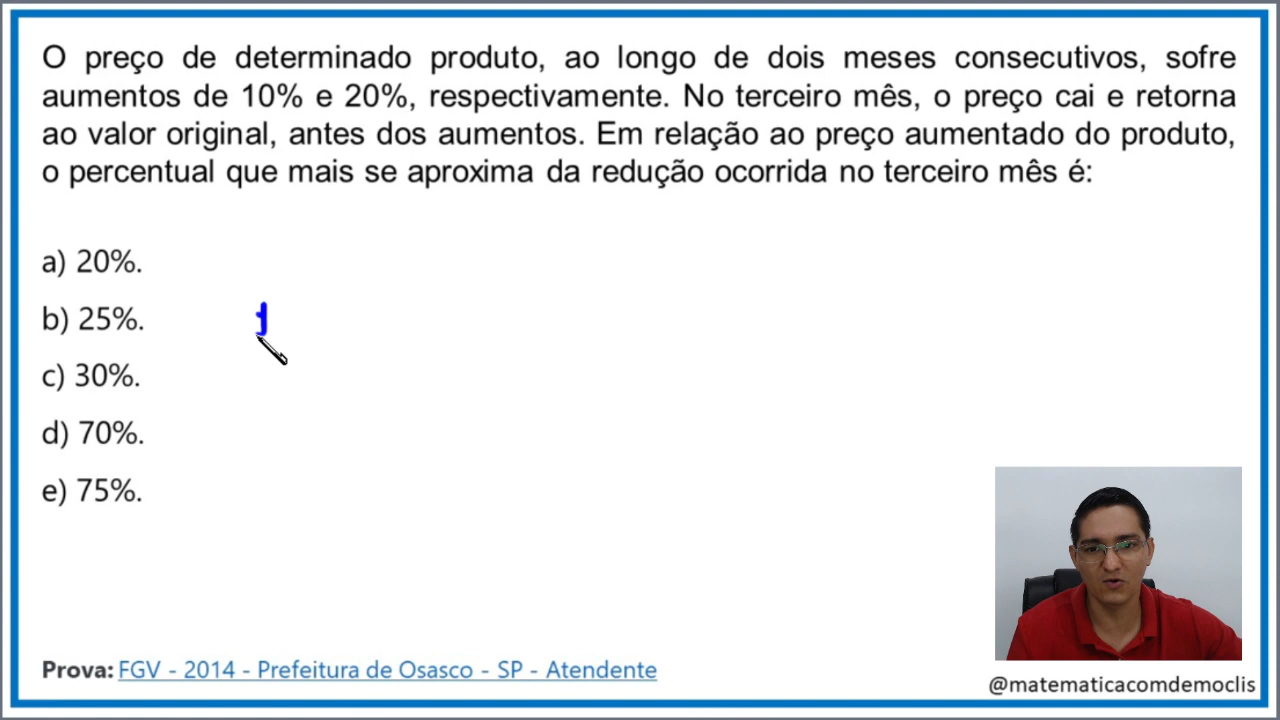 O preço de determinado produto, ao longo de dois meses consecutivos, sofre
aumentos de 10% e 20%, respectivamente. No terceiro mês, o preço cai e retorna
ao valor original, antes dos aumentos. Em relação ao preço aumentado do produto,
o percentual que mais se aproxima da redução ocorrida no terceiro mês é:
a) 20%.
b) 25%.
c) 30%.
d) 70%.
e) 75%.
Prova: FGV - 2014 - Prefeitura de Osasco - SP - Atendente
@matematicacomdemoclis